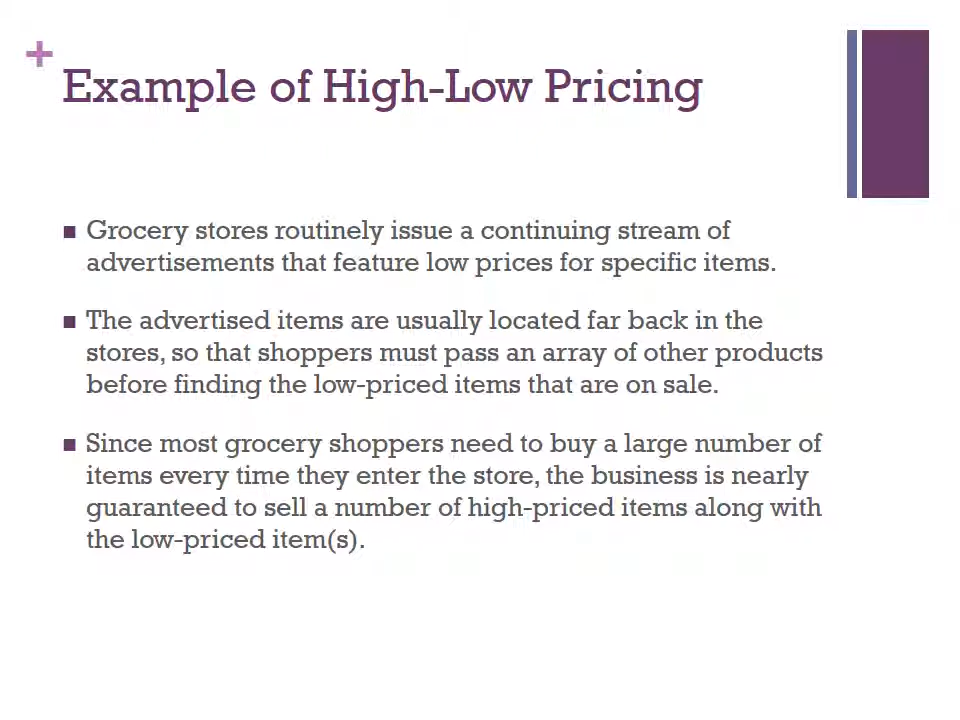 +
Example of High-Low Pricing
■ Grocery stores routinely issue a continuing stream of
advertisements that feature low prices for specific items.
■ The advertised items are usually located far back in the
stores, so that shoppers must pass an array of other products
before finding the low-priced items that are on sale.
■ Since most grocery shoppers need to buy a large number of
items every time they enter the store, the business is nearly
guaranteed to sell a number of high-priced items along with
the low-priced item(s).